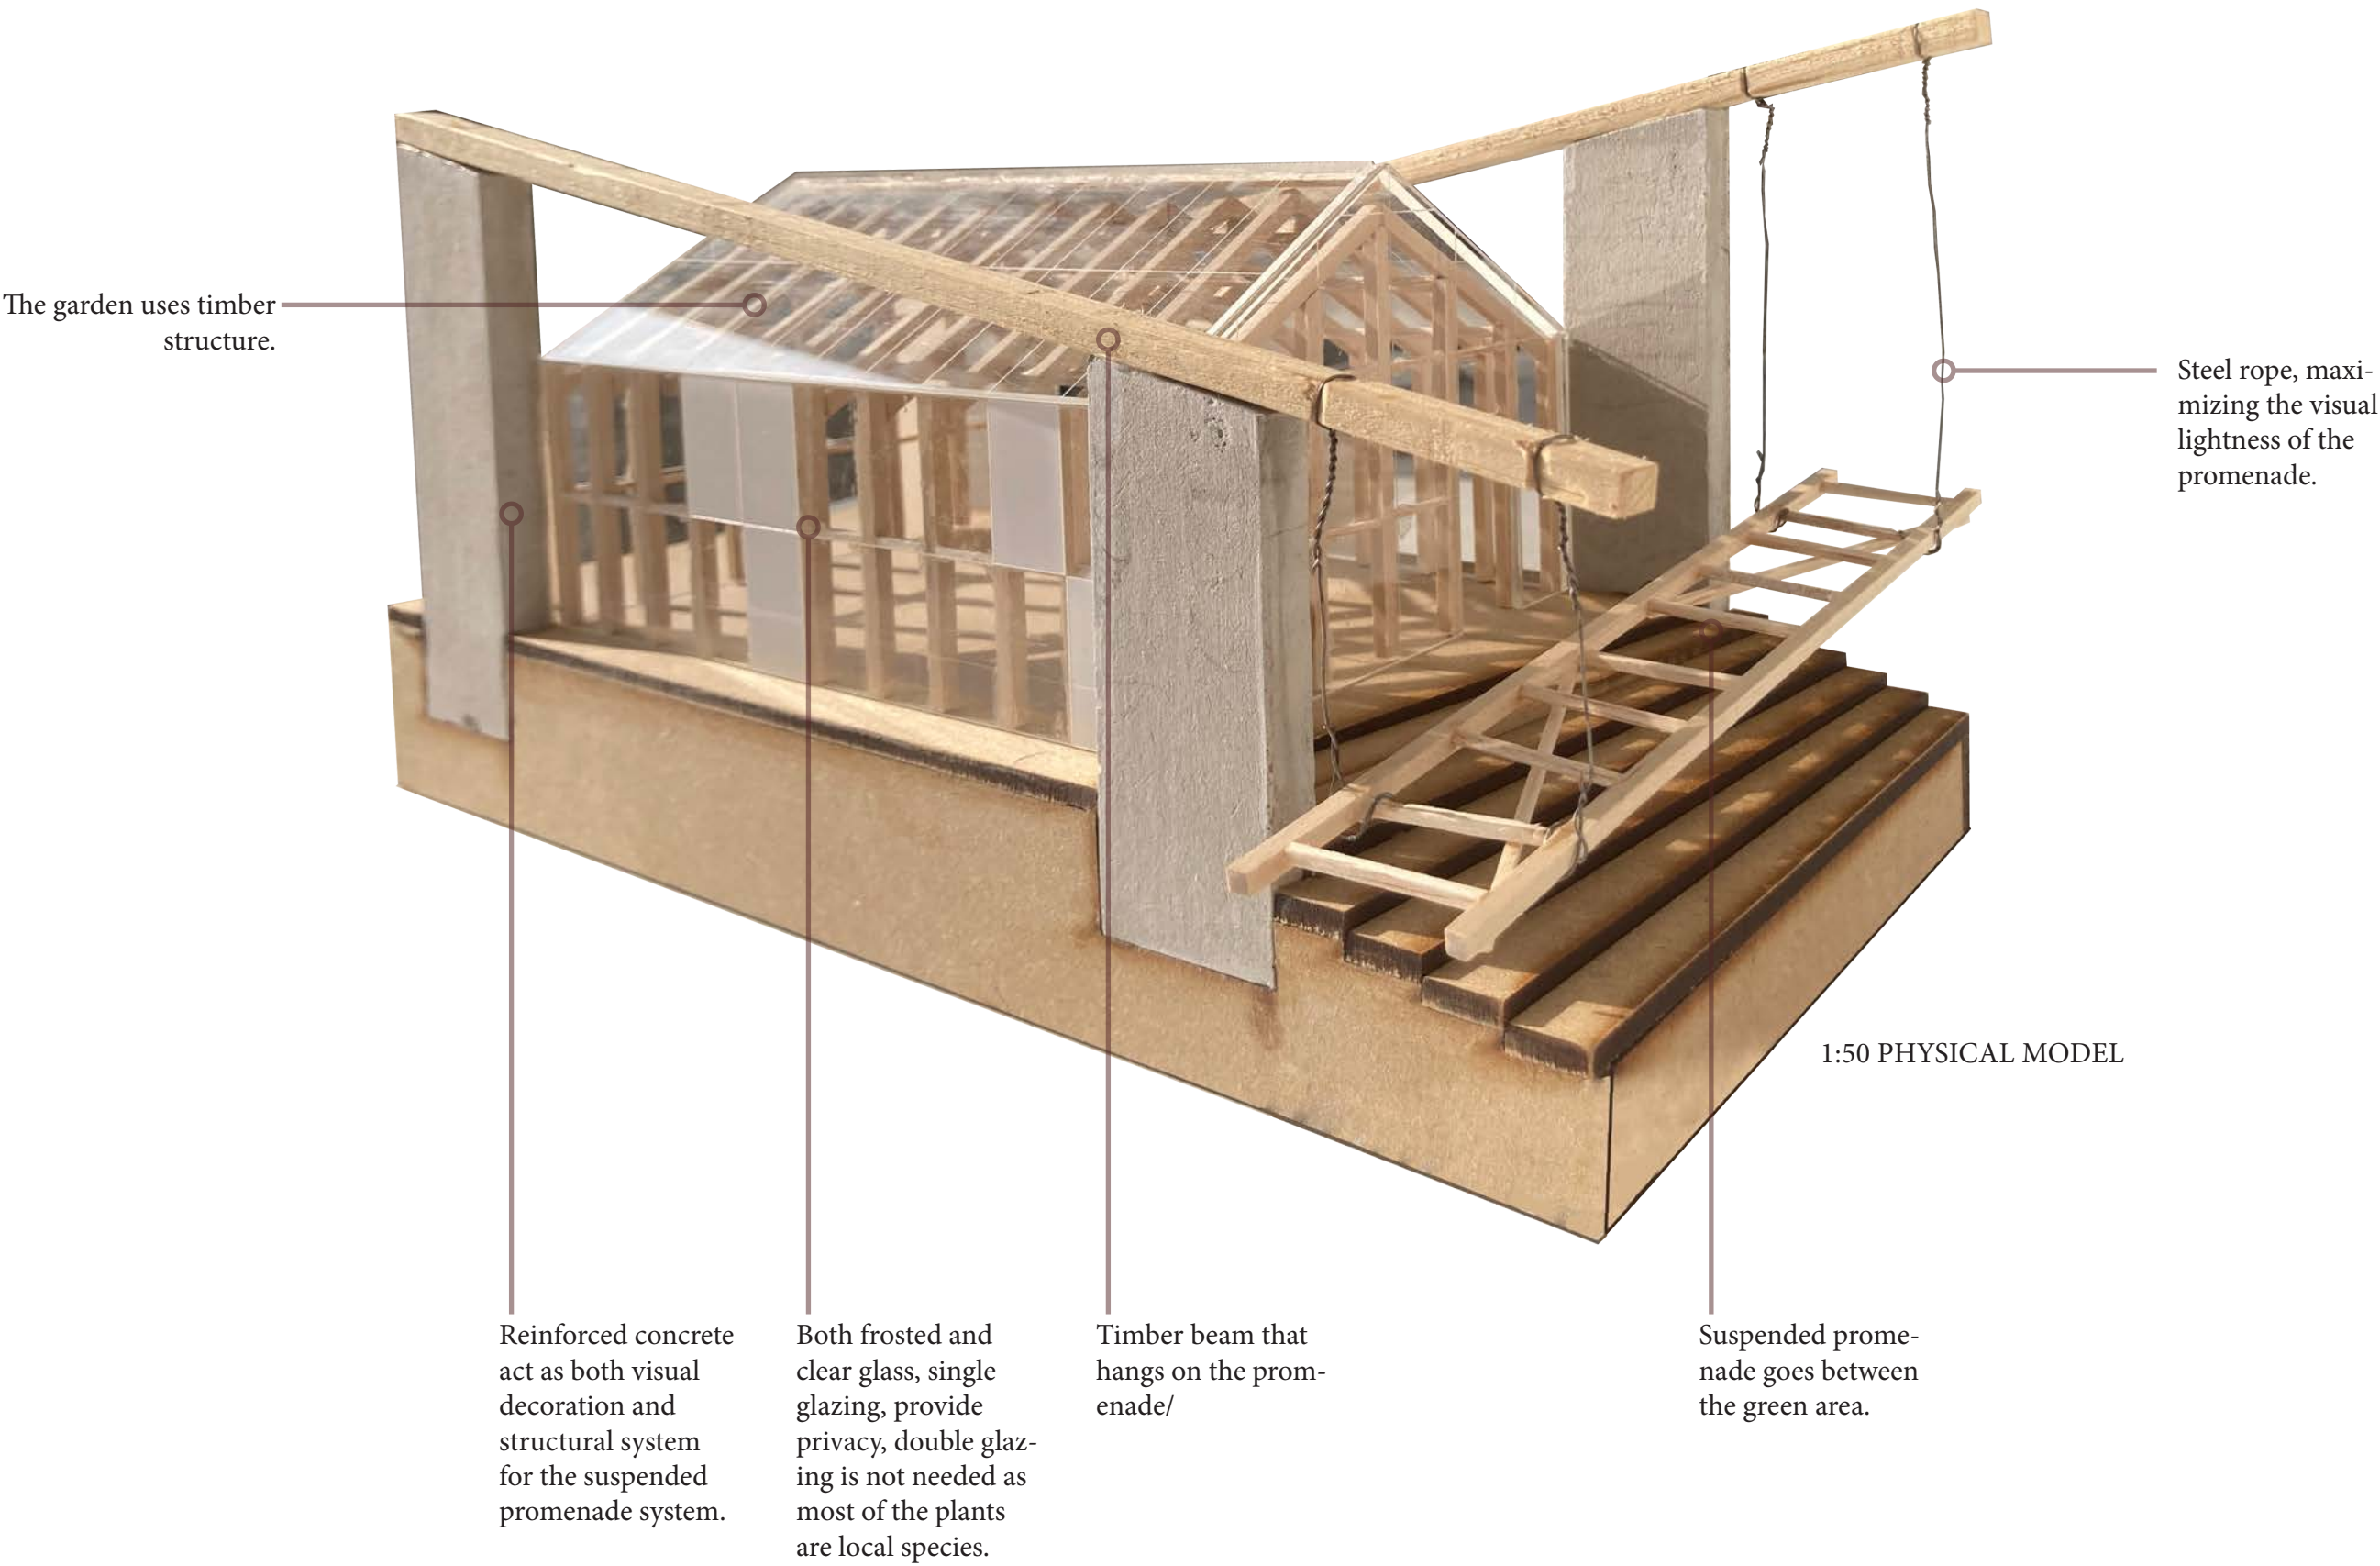 The garden uses timber
structure.
Steel rope, maxi-
mizing the visual
lightness of the
promenade.
1:50 PHYSICAL MODEL
Reinforced concrete
act as both visual
decoration and
structural system
for the suspended
promenade system.
Both frosted and
clear glass, single
glazing, provide
privacy, double glaz-
ing is not needed as
most of the plants
are local species.
Timber beam that
hangs on the prom-
enade/
Suspended prome-
nade goes between
the green area.